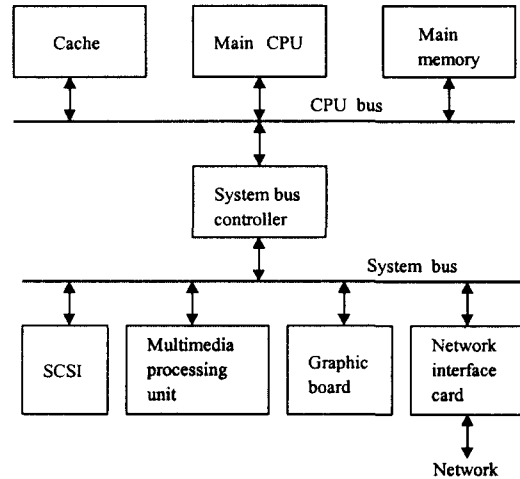 Cache
Main CPU
Main
memory
CPU bus
System bus
controller
System bus
SCSI
Multimedia
processing
unit
Graphic
board
Network
interface
card
Network